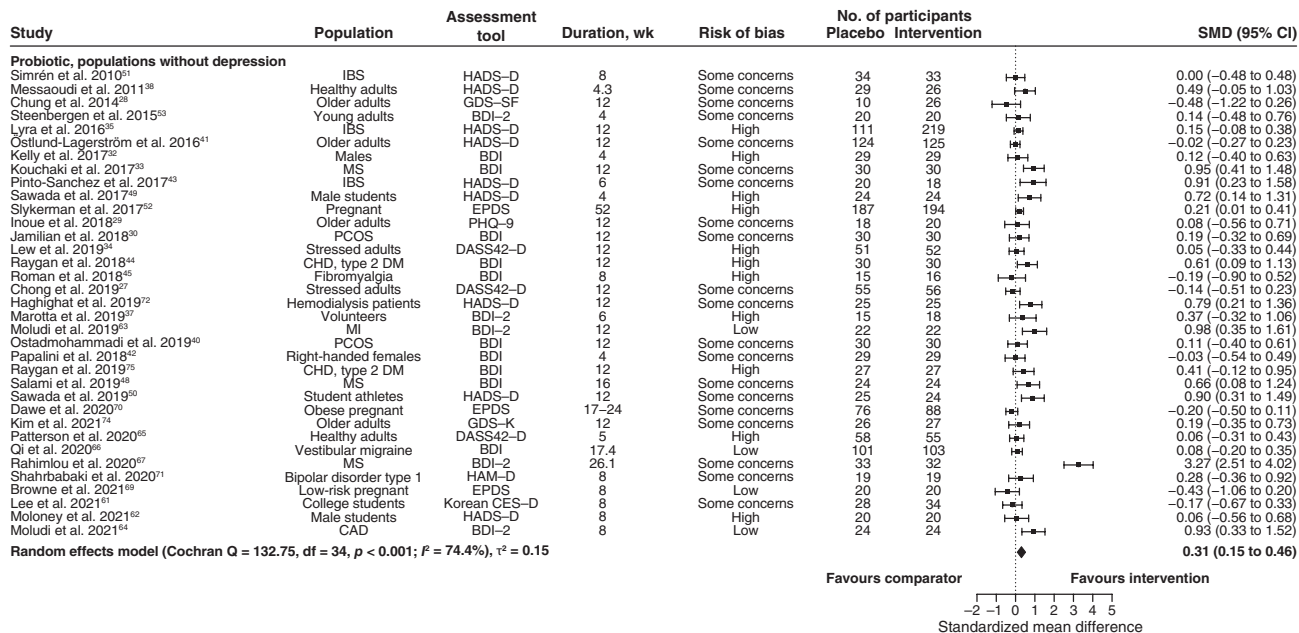 Study Population Assessment tool Duration, wk Risk of bias No. of participants Placebo Intervention SMD (95% CI)
Probiotic, populations without depression
Simrén et al. 2010⁵¹ IBS HADS–D 8 Some concerns 34 33 0.00 (−0.48 to 0.48)
Messaoudi et al. 2011³⁸ Healthy adults HADS–D 4.3 Some concerns 29 26 0.49 (−0.05 to 1.03)
Chung et al. 2014²⁸ Older adults GDS–SF 12 Some concerns 10 26 −0.48 (−1.22 to 0.26)
Steenbergen et al. 2015⁵³ Young adults BDI–2 4 Some concerns 20 20 0.14 (−0.48 to 0.76)
Lyra et al. 2016³⁵ IBS HADS–D 12 High 111 219 0.15 (−0.08 to 0.38)
Östlund-Lagerström et al. 2016⁴¹ Older adults HADS–D 12 Some concerns 124 125 −0.02 (−0.27 to 0.23)
Kelly et al. 2017³² Males BDI 4 High 29 29 0.12 (−0.40 to 0.63)
Kouchaki et al. 2017³³ MS BDI 12 Some concerns 30 30 0.95 (0.41 to 1.48)
Pinto-Sanchez et al. 2017⁴³ IBS HADS–D 6 Some concerns 20 18 0.91 (0.23 to 1.58)
Sawada et al. 2017⁴⁹ Male students HADS–D 4 High 24 24 0.72 (0.14 to 1.31)
Slykerman et al. 2017⁵² Pregnant EPDS 52 High 187 194 0.21 (0.01 to 0.41)
Inoue et al. 2018²⁹ Older adults PHQ–9 12 Some concerns 18 20 0.08 (−0.56 to 0.71)
Jamilian et al. 2018³⁰ PCOS BDI 12 Some concerns 30 30 0.19 (−0.32 to 0.69)
Lew et al. 2019³⁴ Stressed adults DASS42–D 12 High 51 52 0.05 (−0.33 to 0.44)
Raygan et al. 2018⁴⁴ CHD, type 2 DM BDI 12 High 30 30 0.61 (0.09 to 1.13)
Roman et al. 2018⁴⁵ Fibromyalgia BDI 8 High 15 16 −0.19 (−0.90 to 0.52)
Chong et al. 2019²⁷ Stressed adults DASS42–D 12 Some concerns 55 56 −0.14 (−0.51 to 0.23)
Haghighat et al. 2019⁷² Hemodialysis patients HADS–D 12 Some concerns 25 25 0.79 (0.21 to 1.36)
Marotta et al. 2019³⁷ Volunteers BDI–2 6 High 15 18 0.37 (−0.32 to 1.06)
Moludi et al. 2019⁶³ MI BDI–2 12 Low 22 22 0.98 (0.35 to 1.61)
Ostadmohammadi et al. 2019⁴⁰ PCOS BDI 12 Some concerns 30 30 0.11 (−0.40 to 0.61)
Papalini et al. 2018⁴² Right-handed females BDI 4 Some concerns 29 29 −0.03 (−0.54 to 0.49)
Raygan et al. 2019⁷⁵ CHD, type 2 DM BDI 12 High 27 27 0.41 (−0.12 to 0.95)
Salami et al. 2019⁴⁸ MS BDI 16 Some concerns 24 24 0.66 (0.08 to 1.24)
Sawada et al. 2019⁵⁰ Student athletes HADS–D 12 Some concerns 25 24 0.90 (0.31 to 1.49)
Dawe et al. 2020⁷⁰ Obese pregnant EPDS 17–24 Some concerns 76 88 −0.20 (−0.50 to 0.11)
Kim et al. 2021⁷⁴ Older adults GDS–K 12 Some concerns 26 27 0.19 (−0.35 to 0.73)
Patterson et al. 2020⁶⁵ Healthy adults DASS42–D 5 High 58 55 0.06 (−0.31 to 0.43)
Qi et al. 2020⁶⁶ Vestibular migraine BDI 17.4 Low 101 103 0.08 (−0.20 to 0.35)
Rahimlou et al. 2020⁶⁷ MS BDI–2 26.1 Some concerns 33 32 3.27 (2.51 to 4.02)
Shahrbabaki et al. 2020⁷¹ Bipolar disorder type 1 HAM–D 8 Some concerns 19 19 0.28 (−0.36 to 0.92)
Browne et al. 2021⁶⁹ Low-risk pregnant EPDS 8 Low 20 20 −0.43 (−1.06 to 0.20)
Lee et al. 2021⁶¹ College students Korean CES–D 8 Some concerns 28 34 −0.17 (−0.67 to 0.33)
Moloney et al. 2021⁶² Male students HADS–D 8 High 20 20 0.06 (−0.56 to 0.68)
Moludi et al. 2021⁶⁴ CAD BDI–2 8 Low 24 24 0.93 (0.33 to 1.52)
Random effects model (Cochran Q = 132.75, df = 34, p < 0.001; I² = 74.4%), τ² = 0.15 0.31 (0.15 to 0.46)
Favours comparator Favours intervention
−2 −1 0 1 2 3 4 5
Standardized mean difference